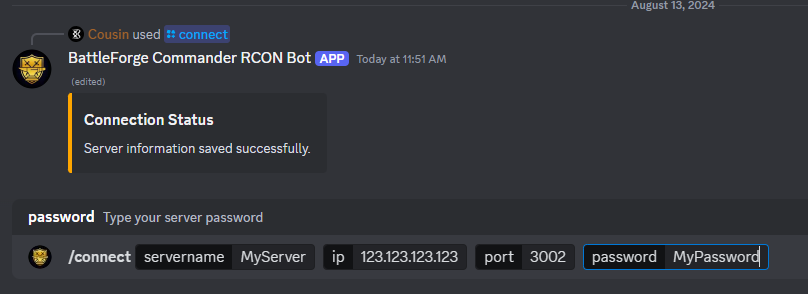 August 13, 2024
Cousin used connect
BattleForge Commander RCON Bot APP Today at 11:51 AM
(edited)
Connection Status
Server information saved successfully.
password Type your server password
/connect servername MyServer ip 123.123.123.123 port 3002 password MyPassword